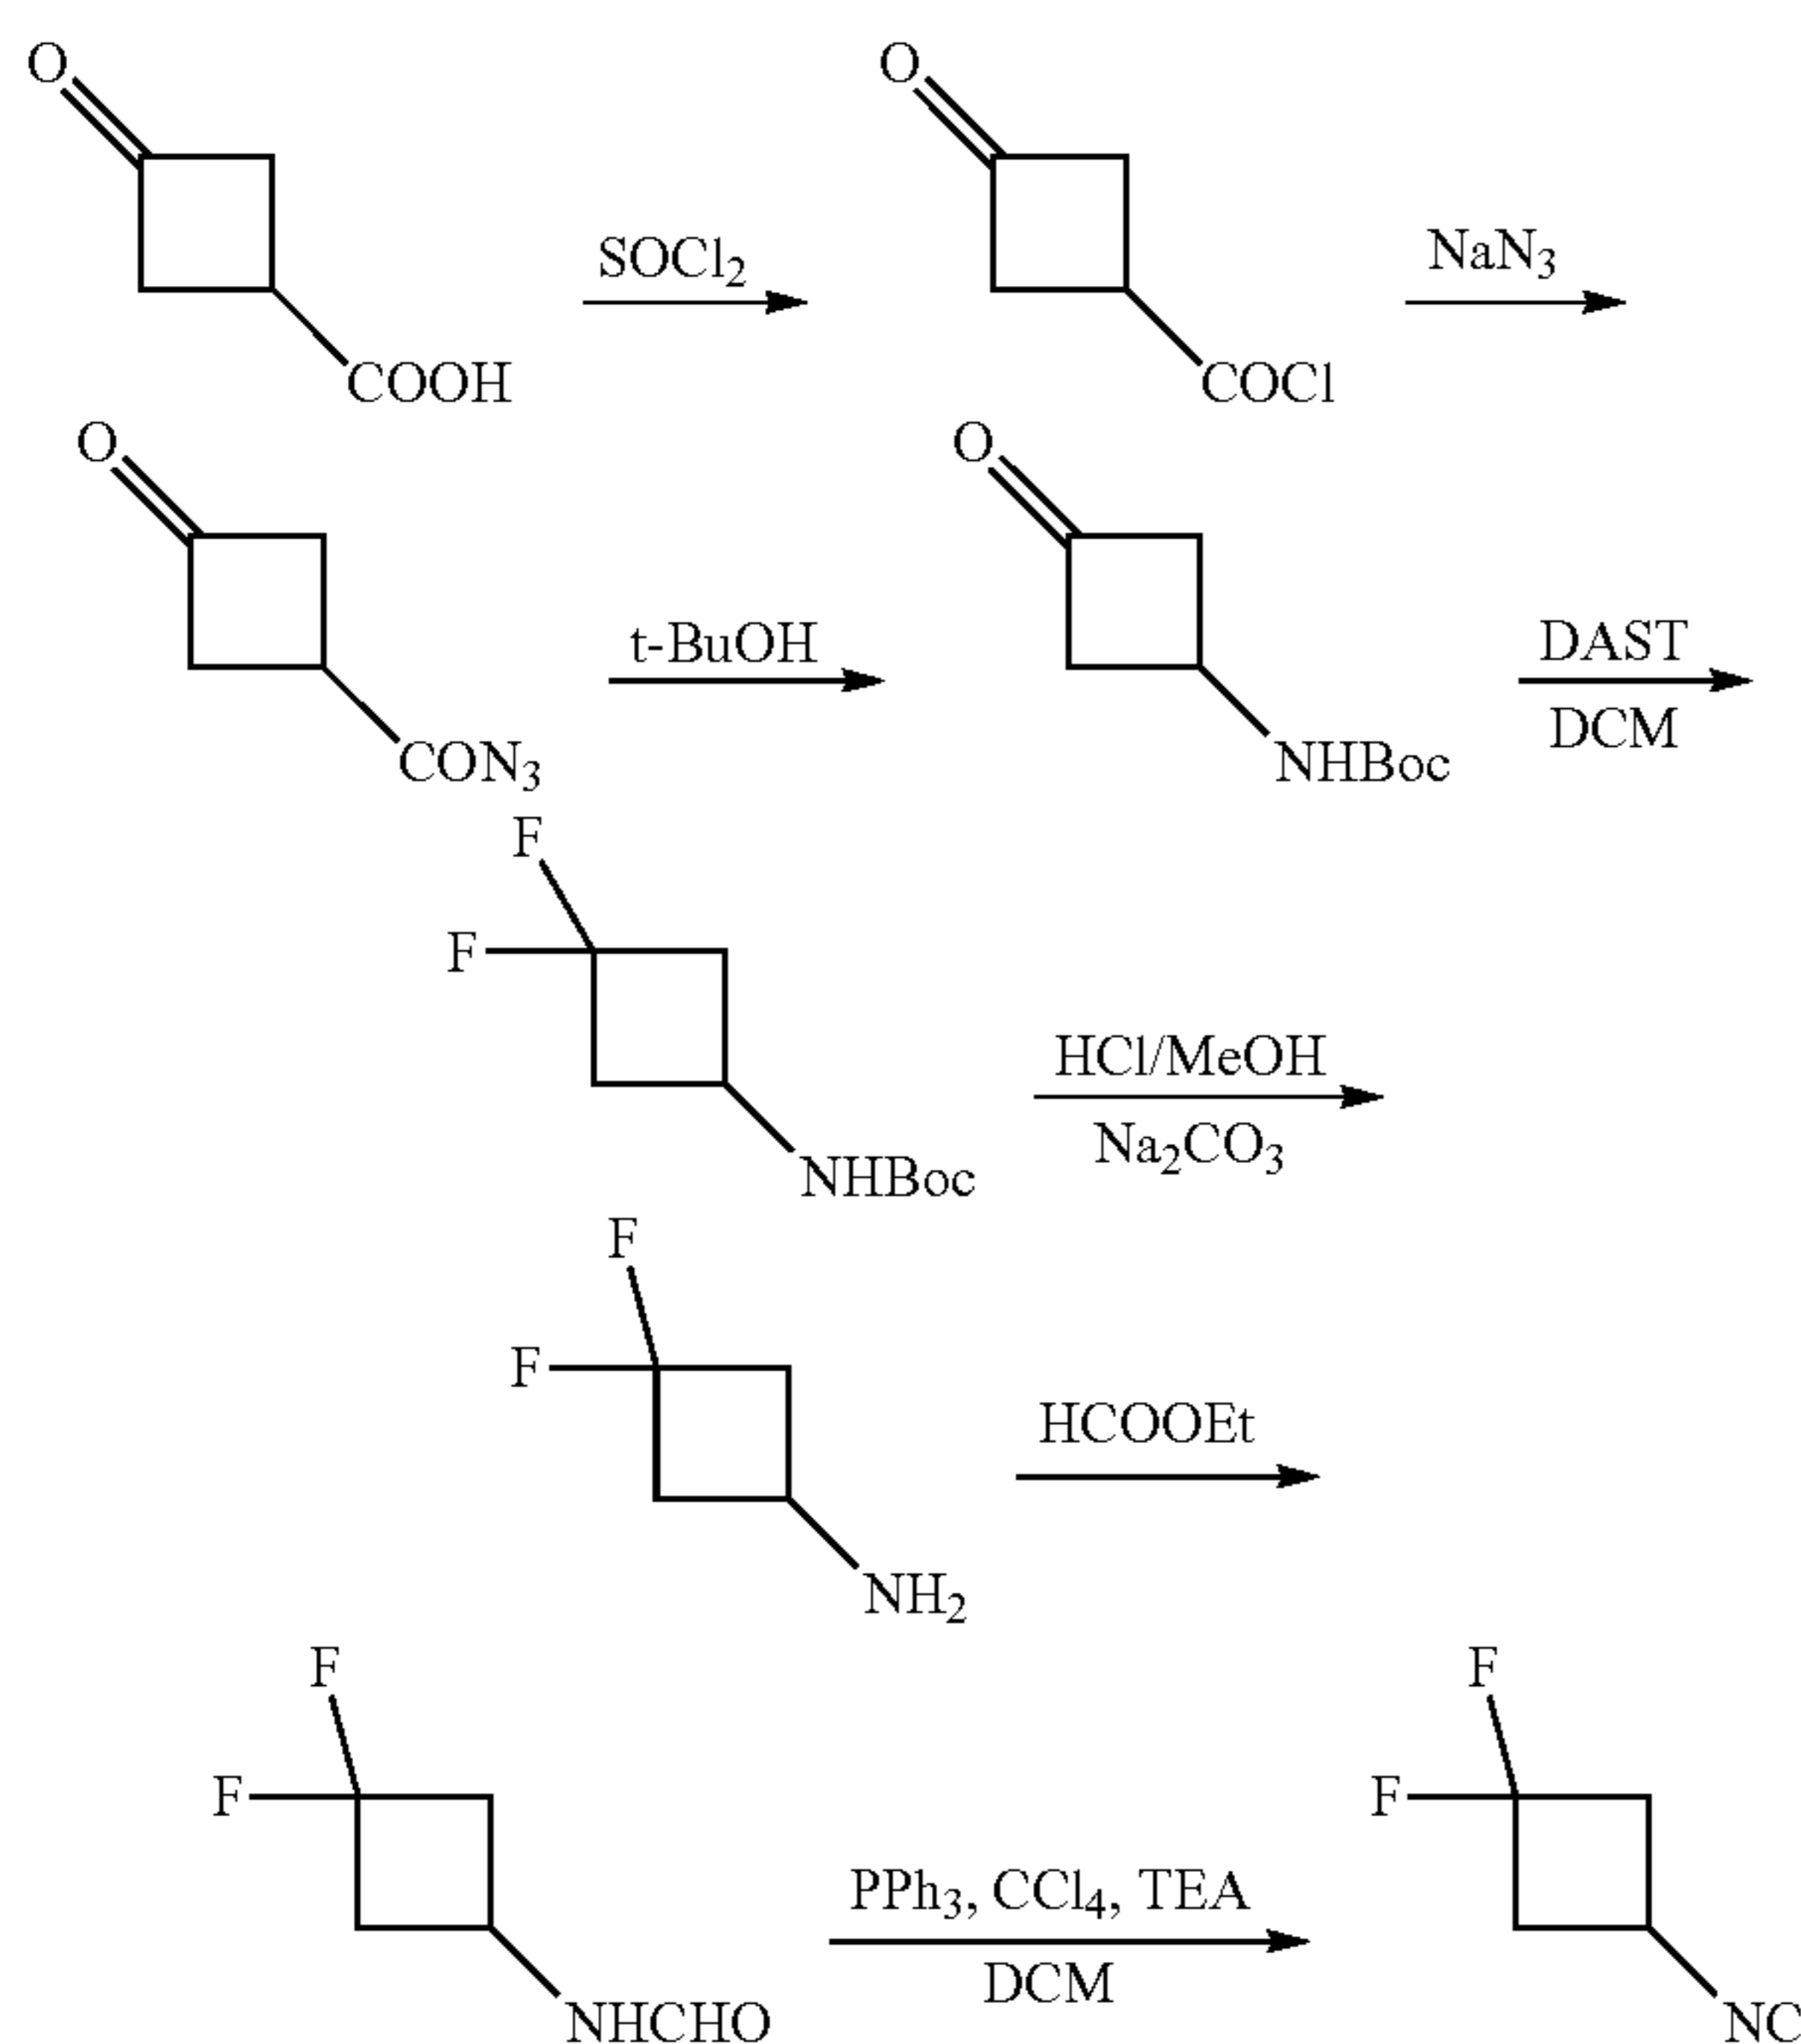 O O
SOCl2 NaN3
COOH COCl
O O
t-BuOH DAST
DCM
CON3 NHBoc
F
F
HCl/MeOH
Na2CO3
NHBoc
F
F
HCOOEt
NH2
F F
F F
PPh3, CCl4, TEA
DCM
NHCHO NC